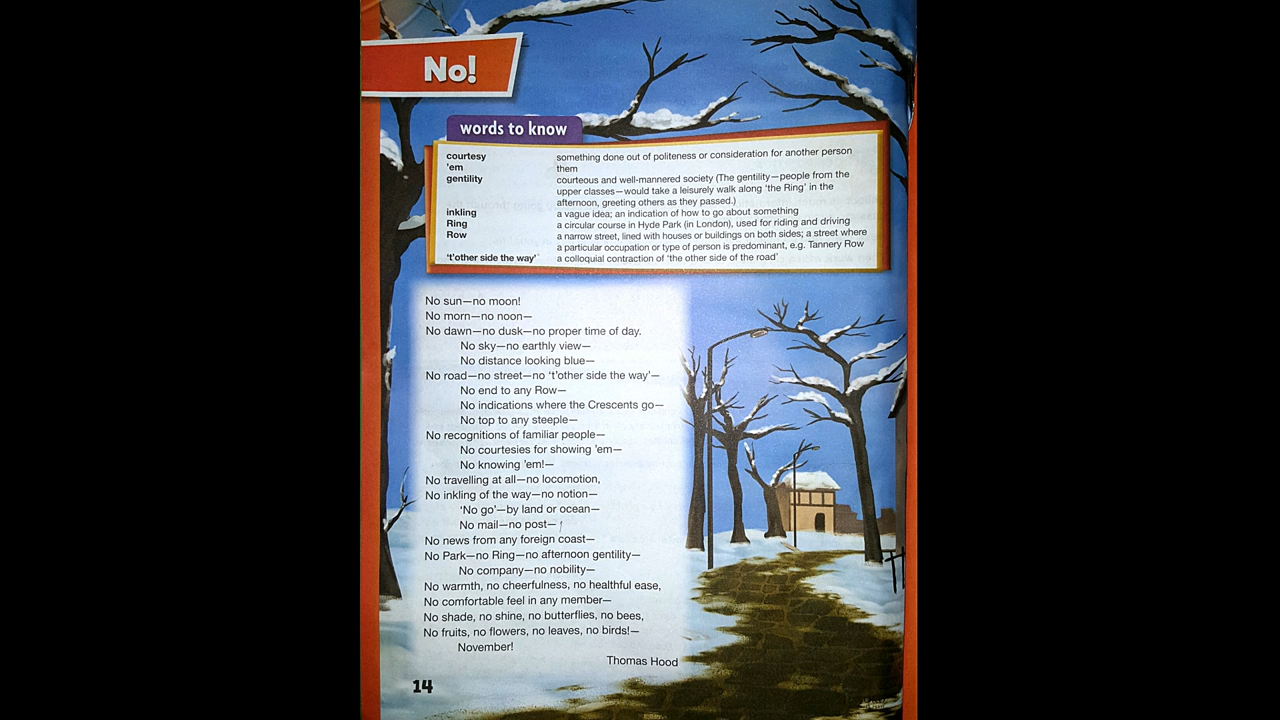 No!
words to know
courtesy something done out of politeness or consideration for another person
'em them
gentility courteous and well-mannered society (The gentility—people from the
upper classes—would take a leisurely walk along 'the Ring' in the
afternoon, greeting others as they passed.)
inkling a vague idea; an indication of how to go about something
Ring a circular course in Hyde Park (in London), used for riding and driving
Row a narrow street, lined with houses or buildings on both sides; a street where
a particular occupation or type of person is predominant, e.g. Tannery Row
't'other side the way' a colloquial contraction of 'the other side of the road'
No sun—no moon!
No morn—no noon—
No dawn—no dusk—no proper time of day.
No sky—no earthly view—
No distance looking blue—
No road—no street—no 't'other side the way'—
No end to any Row—
No indications where the Crescents go—
No top to any steeple—
No recognitions of familiar people—
No courtesies for showing 'em—
No knowing 'em!—
No travelling at all—no locomotion,
No inkling of the way—no notion—
'No go'—by land or ocean—
No mail—no post—
No news from any foreign coast—
No Park—no Ring—no afternoon gentility—
No company—no nobility—
No warmth, no cheerfulness, no healthful ease,
No comfortable feel in any member—
No shade, no shine, no butterflies, no bees,
No fruits, no flowers, no leaves, no birds!—
November!
Thomas Hood
14